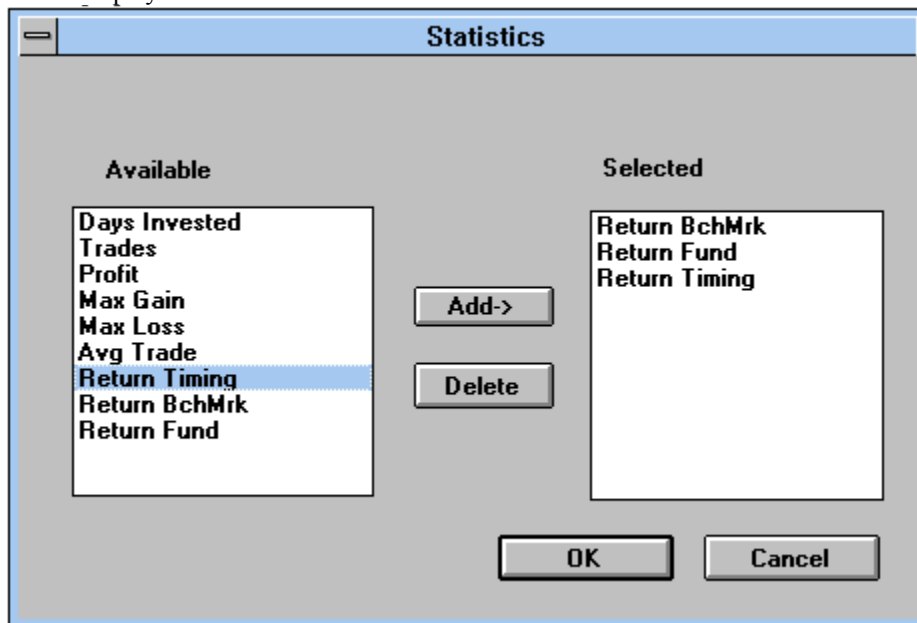 Statistics
Available
Days Invested
Trades
Profit
Max Gain
Max Loss
Avg Trade
Return Timing
Return BchMrk
Return Fund
Add->
Delete
Selected
Return BchMrk
Return Fund
Return Timing
OK
Cancel